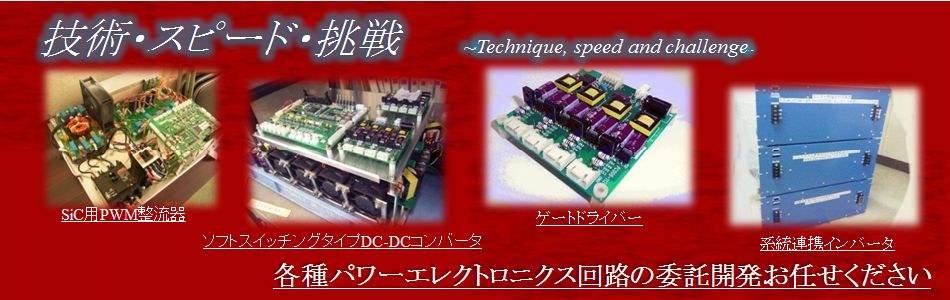 技術・スピード・挑戦
~Technique, speed and challenge~
SiC用PWM整流器
ソフトスイッチングタイプDC-DCコンバータ
ゲートドライバー
系統連携インバータ
各種パワーエレクトロニクス回路の委託開発お任せください